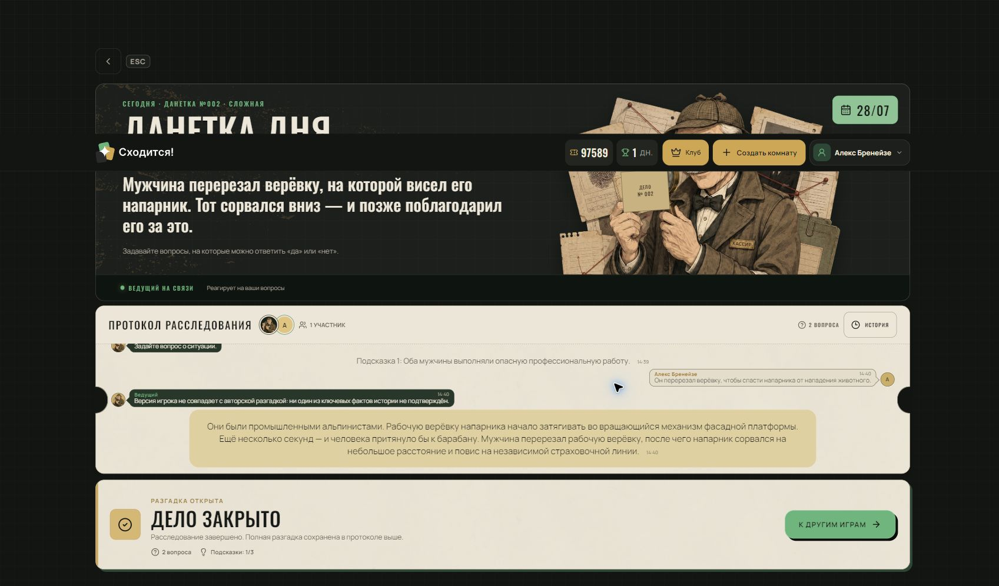 ESC
СЕГОДНЯ · ДАНЕТКА №002 · СЛОЖНАЯ
28/07
ДАНЕТКА ДНЯ
Сходится!
97589
1 ДН.
Клуб
Создать комнату
Алекс Бренейзе
Мужчина перерезал верёвку, на которой висел его
напарник. Тот сорвался вниз — и позже поблагодарил
его за это.
ДЕЛО
№ 002
КАССИР
Задавайте вопросы, на которые можно ответить «да» или «нет».
ВЕДУЩИЙ НА СВЯЗИ
Реагирует на ваши вопросы
ПРОТОКОЛ РАССЛЕДОВАНИЯ
А
1 УЧАСТНИК
2 ВОПРОСА
ИСТОРИЯ
Задайте вопрос о ситуации.
Подсказка 1: Оба мужчины выполняли опасную профессиональную работу. 14:39
Алекс Бренейзе 14:40
Он перерезал верёвку, чтобы спасти напарника от нападения животного.
А
Ведущий 14:40
Версия игрока не совпадает с авторской разгадкой: ни один из ключевых фактов истории не подтверждён.
Они были промышленными альпинистами. Рабочую верёвку напарника начало затягивать во вращающийся механизм фасадной платформы.
Ещё несколько секунд — и человека притянуло бы к барабану. Мужчина перерезал рабочую верёвку, после чего напарник сорвался на
небольшое расстояние и повис на независимой страховочной линии. 14:40
РАЗГАДКА ОТКРЫТА
ДЕЛО ЗАКРЫТО
Расследование завершено. Полная разгадка сохранена в протоколе выше.
2 вопроса
Подсказки: 1/3
К ДРУГИМ ИГРАМ